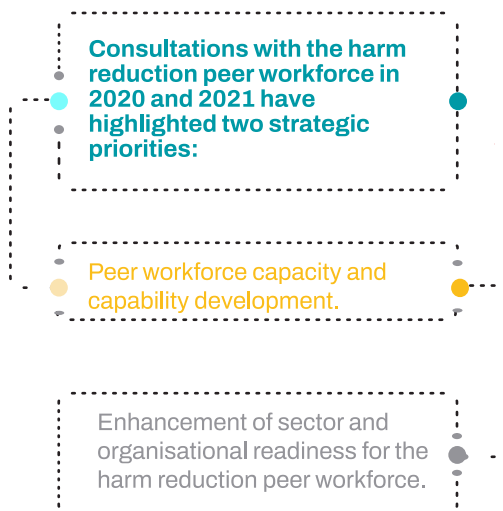 Consultations with the harm
reduction peer workforce in
2020 and 2021 have
highlighted two strategic
priorities:
Peer workforce capacity and
capability development.
Enhancement of sector and
organisational readiness for the
harm reduction peer workforce.